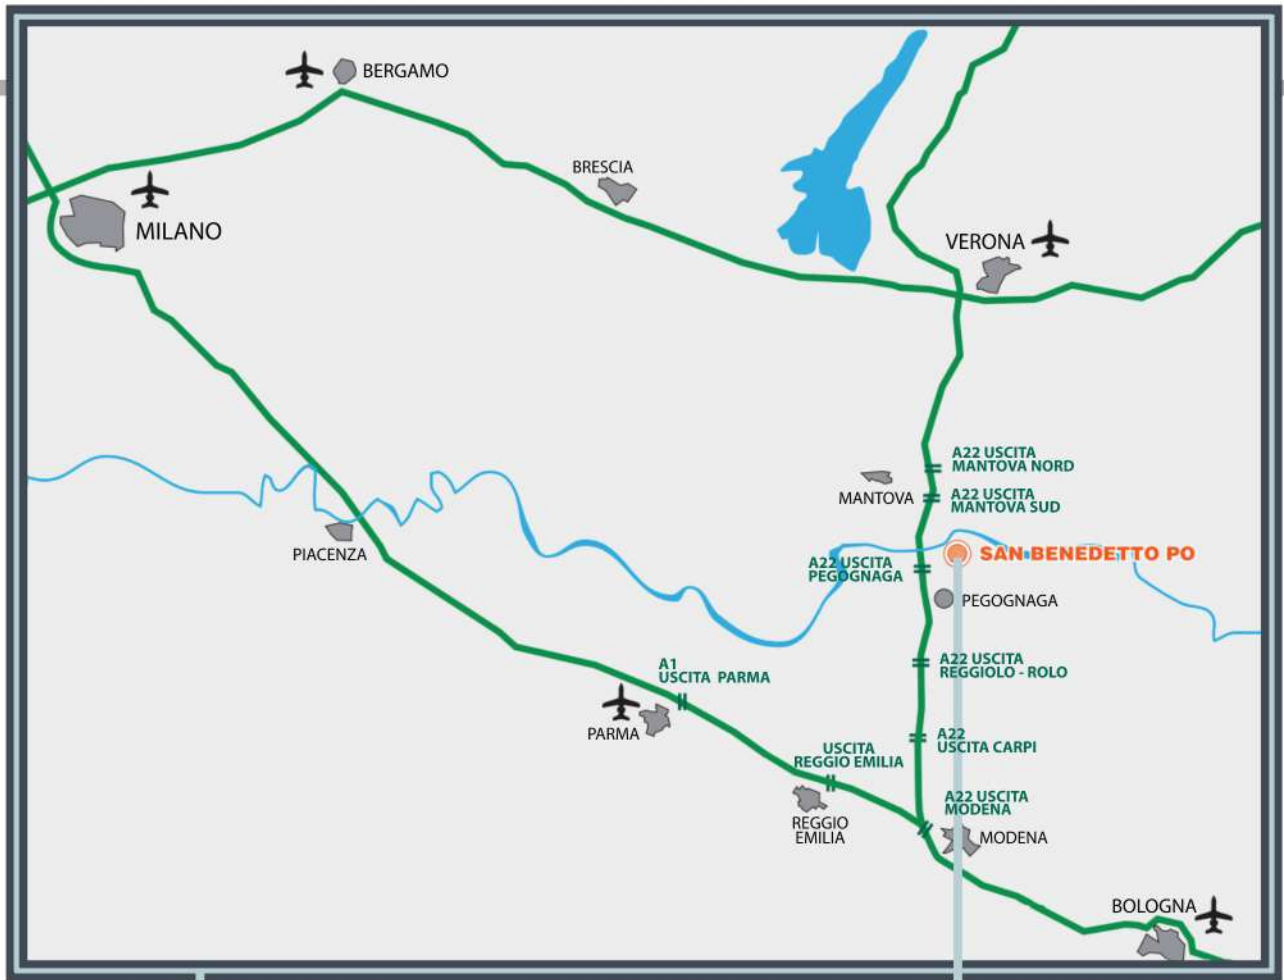 BERGAMO
BRESCIA
MILANO
VERONA
A22 USCITA
MANTOVA NORD
MANTOVA
A22 USCITA
MANTOVA SUD
PIACENZA
SAN BENEDETTO PO
A22 USCITA
PEGOGNAGA
PEGOGNAGA
A1
USCITA PARMA
A22 USCITA
REGGIOLO - ROLO
PARMA
USCITA
REGGIO EMILIA
A22
USCITA CARPI
A22 USCITA
MODENA
REGGIO
EMILIA
MODENA
BOLOGNA